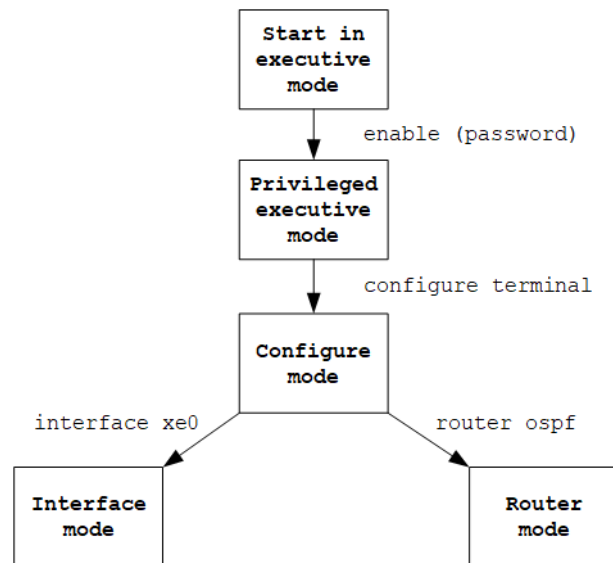 Start in
executive
mode
enable (password)
Privileged
executive
mode
configure terminal
Configure
mode
interface xe0
router ospf
Interface
mode
Router
mode